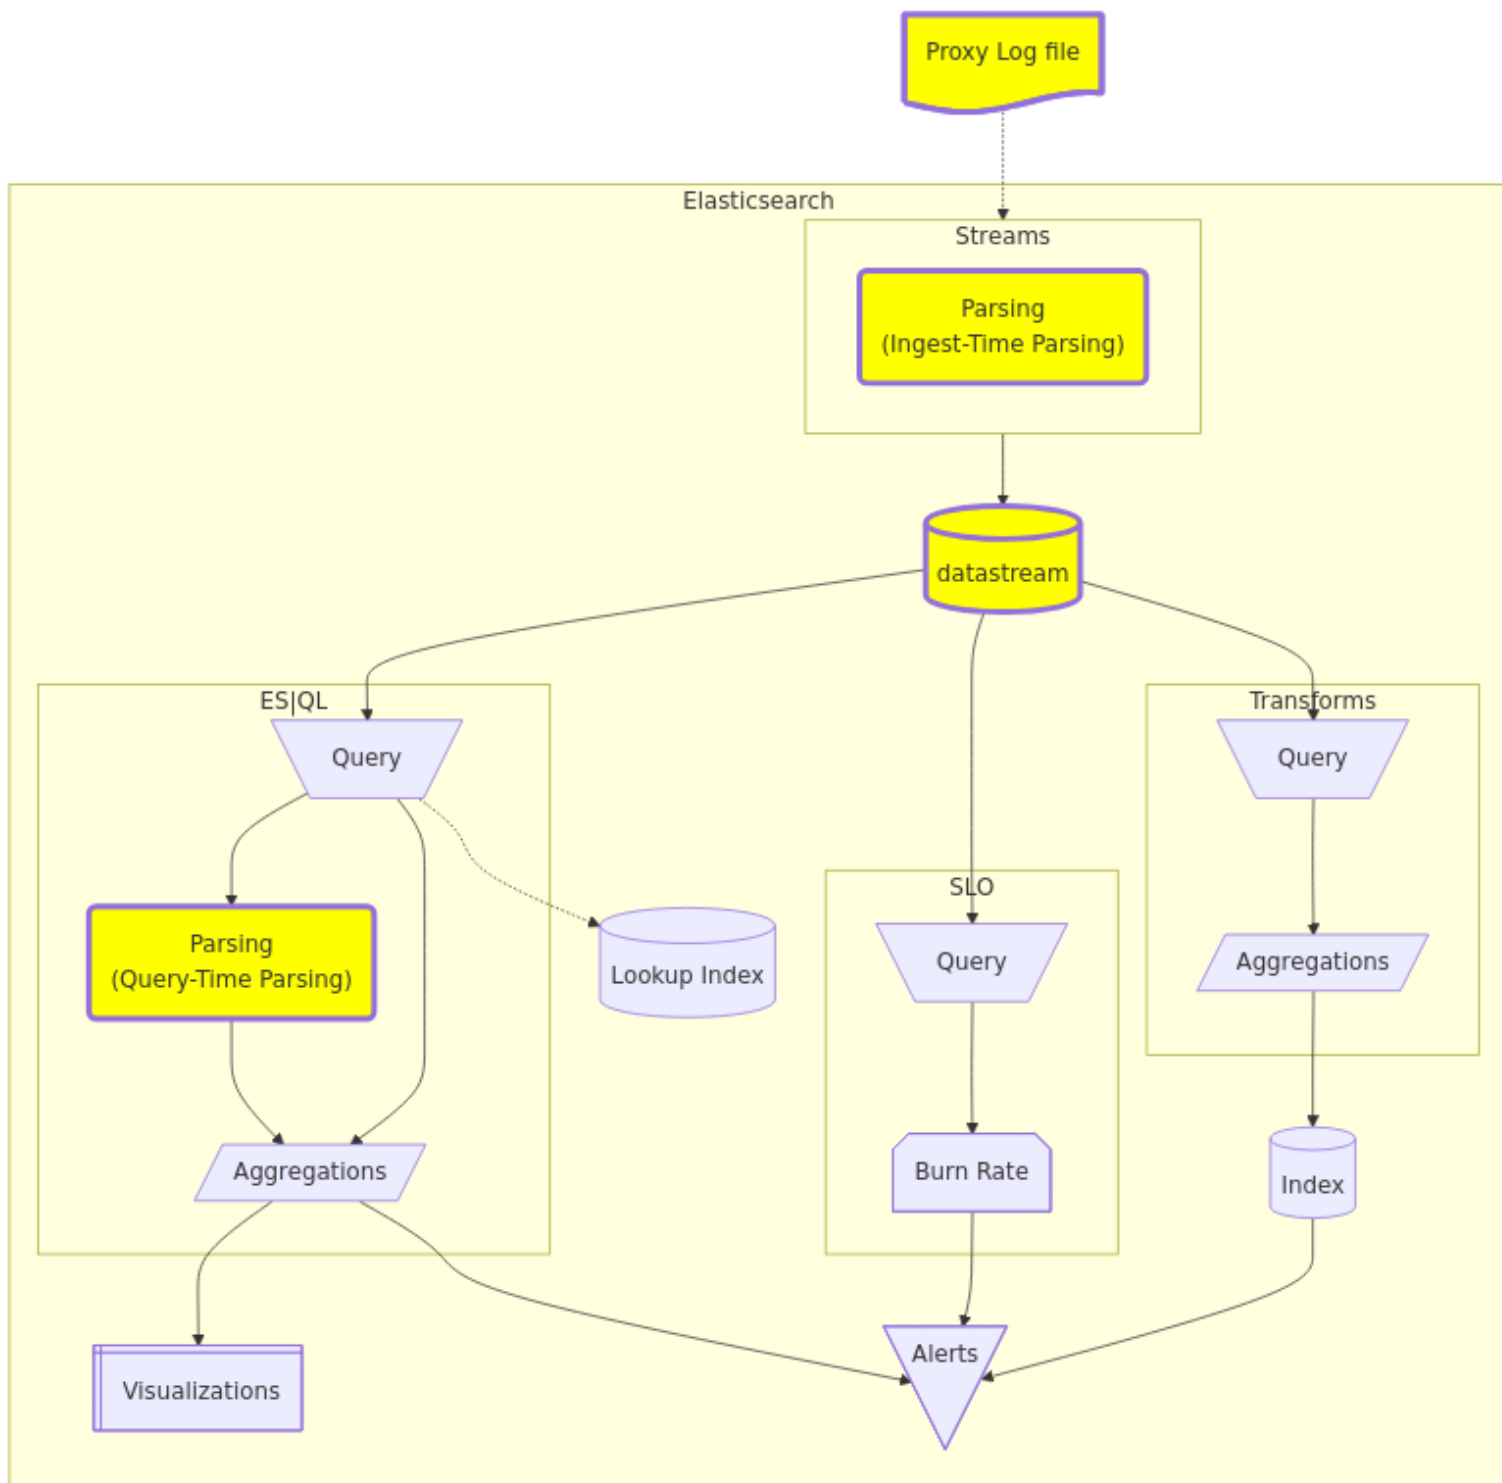 Proxy Log file
Elasticsearch
Streams
Parsing
(Ingest-Time Parsing)
datastream
ES|QL
Query
Transforms
Query
Parsing
(Query-Time Parsing)
Lookup Index
SLO
Query
Aggregations
Aggregations
Burn Rate
Index
Visualizations
Alerts